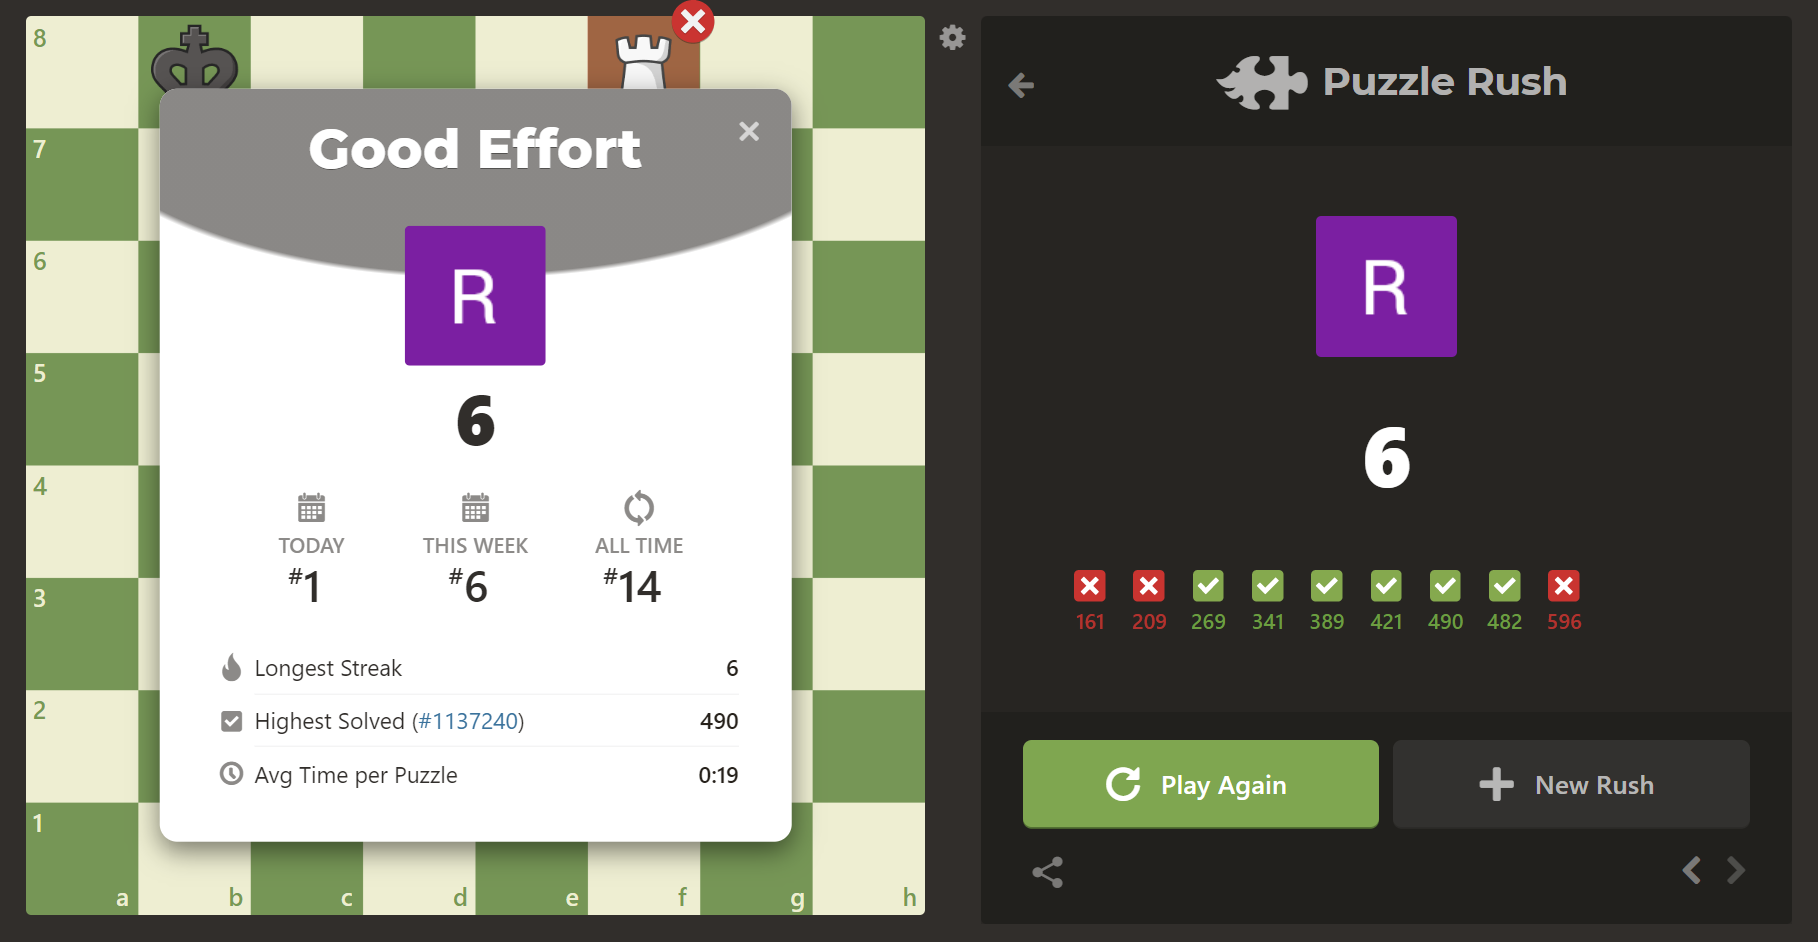 8
7
6
5
4
3
2
1
a b c d e f g h
Good Effort
R
6
TODAY THIS WEEK ALL TIME
#1 #6 #14
Longest Streak 6
Highest Solved (#1137240) 490
Avg Time per Puzzle 0:19
Puzzle Rush
R
6
161 209 269 341 389 421 490 482 596
Play Again New Rush